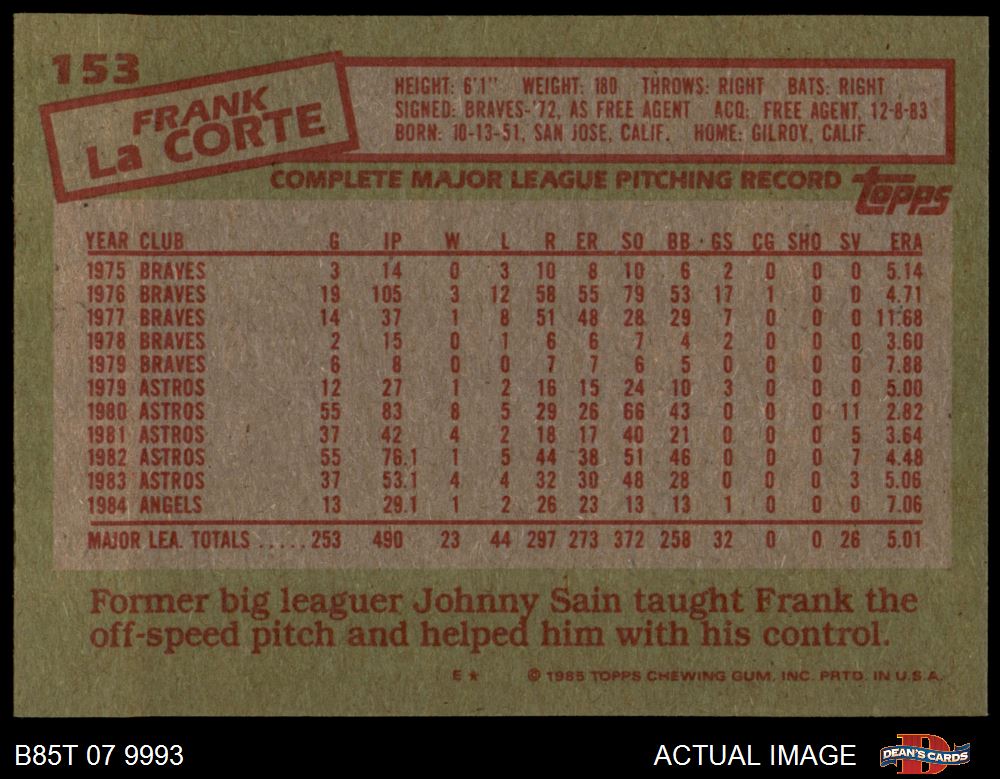 153
FRANK
La CORTE
HEIGHT: 6'1" WEIGHT: 180 THROWS: RIGHT BATS: RIGHT
SIGNED: BRAVES-'72, AS FREE AGENT ACQ: FREE AGENT, 12-8-83
BORN: 10-13-51, SAN JOSE, CALIF. HOME: GILROY, CALIF.
COMPLETE MAJOR LEAGUE PITCHING RECORD
Topps
YEAR CLUB G IP W L R ER SO BB GS CG SHO SV ERA
1975 BRAVES 3 14 0 3 10 8 10 6 2 0 0 0 5.14
1976 BRAVES 19 105 3 12 58 55 79 53 17 1 0 0 4.71
1977 BRAVES 14 37 1 8 51 48 28 29 7 0 0 0 11.68
1978 BRAVES 2 15 0 1 6 6 7 4 2 0 0 0 3.60
1979 BRAVES 6 8 0 0 7 7 6 5 0 0 0 0 7.88
1979 ASTROS 12 27 1 2 16 15 24 10 3 0 0 0 5.00
1980 ASTROS 55 83 8 5 29 26 66 43 0 0 0 11 2.82
1981 ASTROS 37 42 4 2 18 17 40 21 0 0 0 5 3.64
1982 ASTROS 55 76.1 1 5 44 38 51 46 0 0 0 7 4.48
1983 ASTROS 37 53.1 4 4 32 30 48 28 0 0 0 3 5.06
1984 ANGELS 13 29.1 1 2 26 23 13 13 1 0 0 0 7.06
MAJOR LEA. TOTALS ..... 253 490 23 44 297 273 372 258 32 0 0 26 5.01
Former big leaguer Johnny Sain taught Frank the
off-speed pitch and helped him with his control.
E * © 1985 TOPPS CHEWING GUM, INC. PRTD. IN U.S.A.
B85T 07 9993 ACTUAL IMAGE DEAN'S CARDS